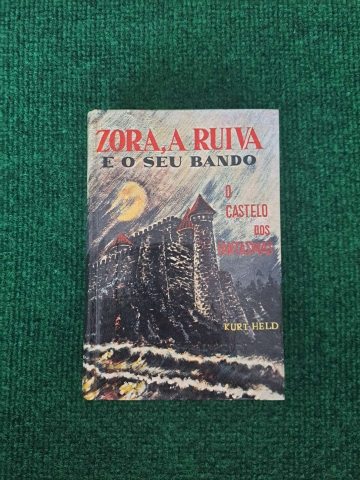 ZORA, A RUIVA
E O SEU BANDO
O
CASTELO
DOS
KURT HELD